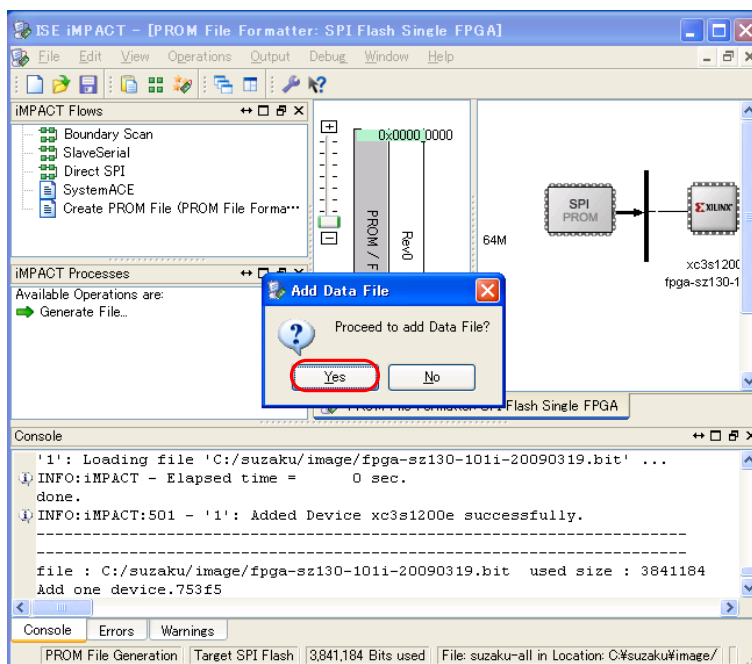 ISE iMPACT - [PROM File Formatter: SPI Flash Single FPGA]
File Edit View Operations Output Debug Window Help
iMPACT Flows
Boundary Scan
SlaveSerial
Direct SPI
SystemACE
Create PROM File (PROM File Forma…
iMPACT Processes
Available Operations are:
Generate File...
0x0000 0000
PROM / F
Rev0
64M
SPI
PROM
XILINX
xc3s1200
fpga-sz130-1
Add Data File
Proceed to add Data File?
Yes
No
Flash Single FPGA
Console
'1': Loading file 'C:/suzaku/image/fpga-sz130-101i-20090319.bit' ...
INFO:iMPACT - Elapsed time =      0 sec.
done.
INFO:iMPACT:501 - '1': Added Device xc3s1200e successfully.
----------------------------------------------------------------------
----------------------------------------------------------------------
file : C:/suzaku/image/fpga-sz130-101i-20090319.bit  used size : 3841184
Add one device.753f5
Console Errors Warnings
PROM File Generation Target SPI Flash 3,841,184 Bits used File: suzaku-all in Location: C:¥suzaku¥image/